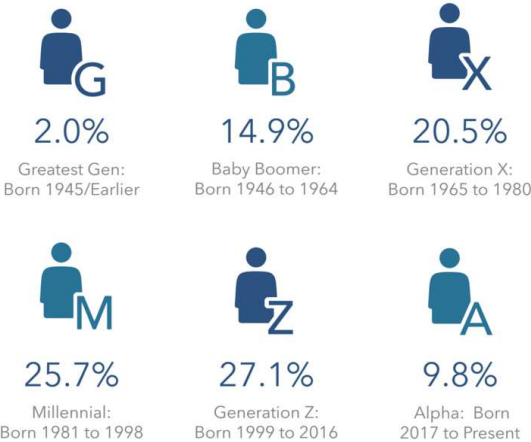 G
B
X
2.0%
14.9%
20.5%
Greatest Gen:
Born 1945/Earlier
Baby Boomer:
Born 1946 to 1964
Generation X:
Born 1965 to 1980
M
Z
A
25.7%
27.1%
9.8%
Millennial:
Born 1981 to 1998
Generation Z:
Born 1999 to 2016
Alpha: Born
2017 to Present